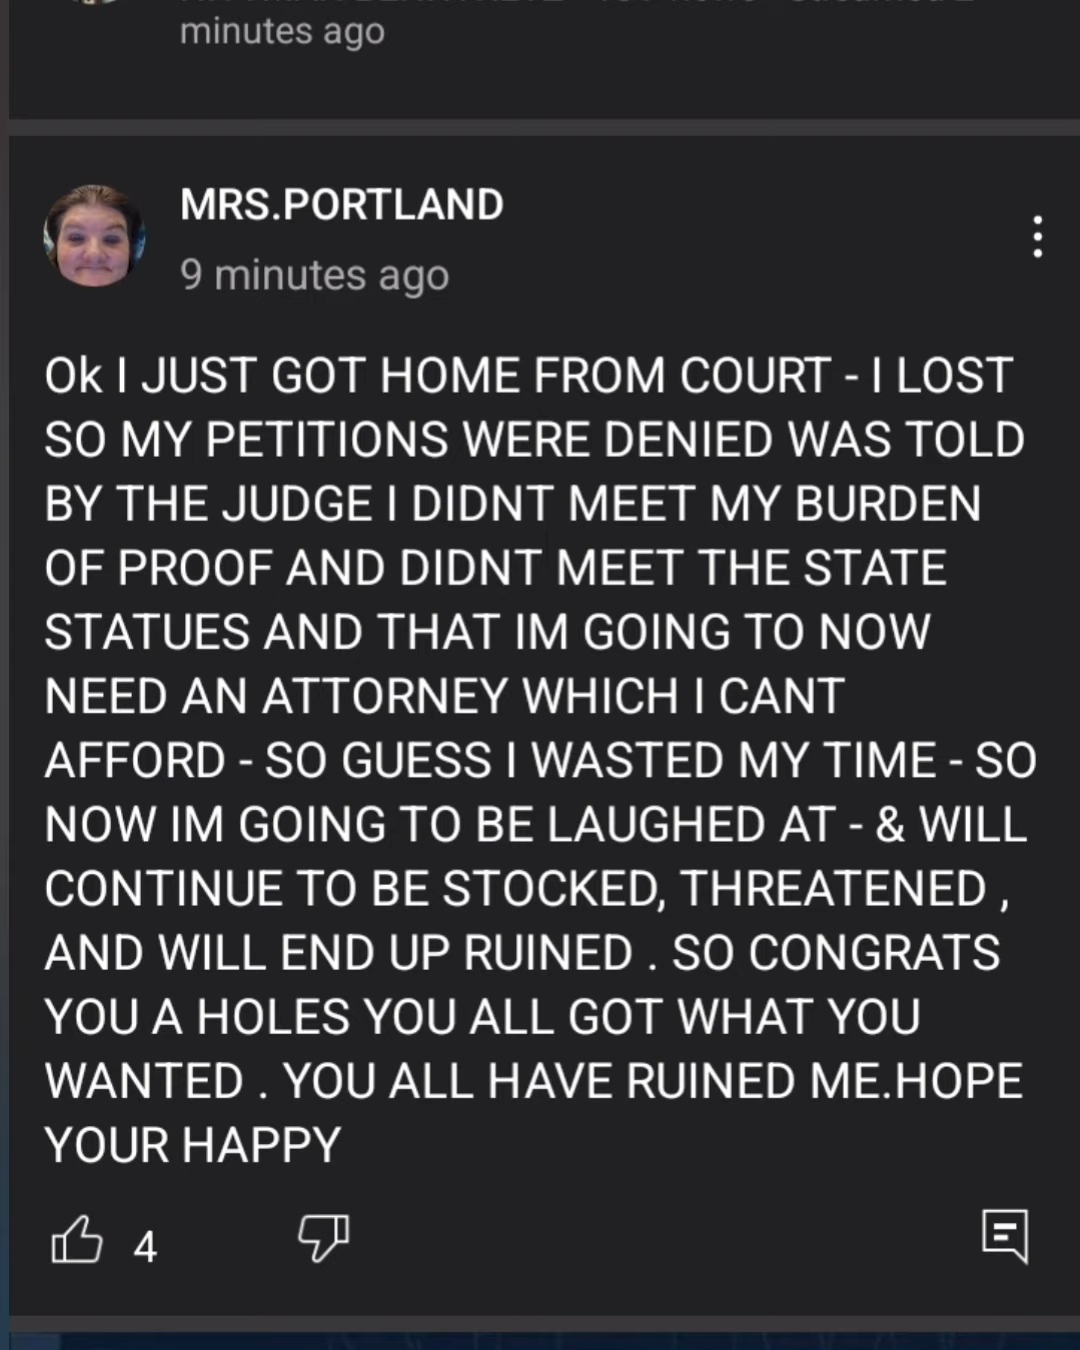 minutes ago
MRS.PORTLAND
9 minutes ago
Ok I JUST GOT HOME FROM COURT - I LOST
SO MY PETITIONS WERE DENIED WAS TOLD
BY THE JUDGE I DIDNT MEET MY BURDEN
OF PROOF AND DIDNT MEET THE STATE
STATUES AND THAT IM GOING TO NOW
NEED AN ATTORNEY WHICH I CANT
AFFORD - SO GUESS I WASTED MY TIME - SO
NOW IM GOING TO BE LAUGHED AT - & WILL
CONTINUE TO BE STOCKED, THREATENED ,
AND WILL END UP RUINED . SO CONGRATS
YOU A HOLES YOU ALL GOT WHAT YOU
WANTED . YOU ALL HAVE RUINED ME.HOPE
YOUR HAPPY
4